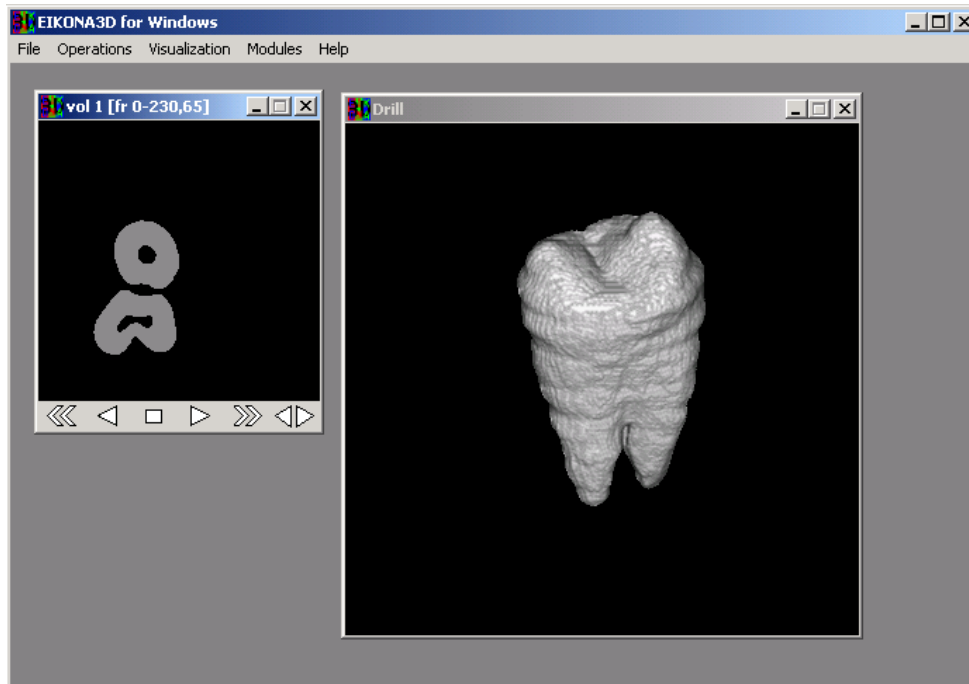 EIKONA3D for Windows
File Operations Visualization Modules Help
vol 1 [fr 0-230,65]
Drill